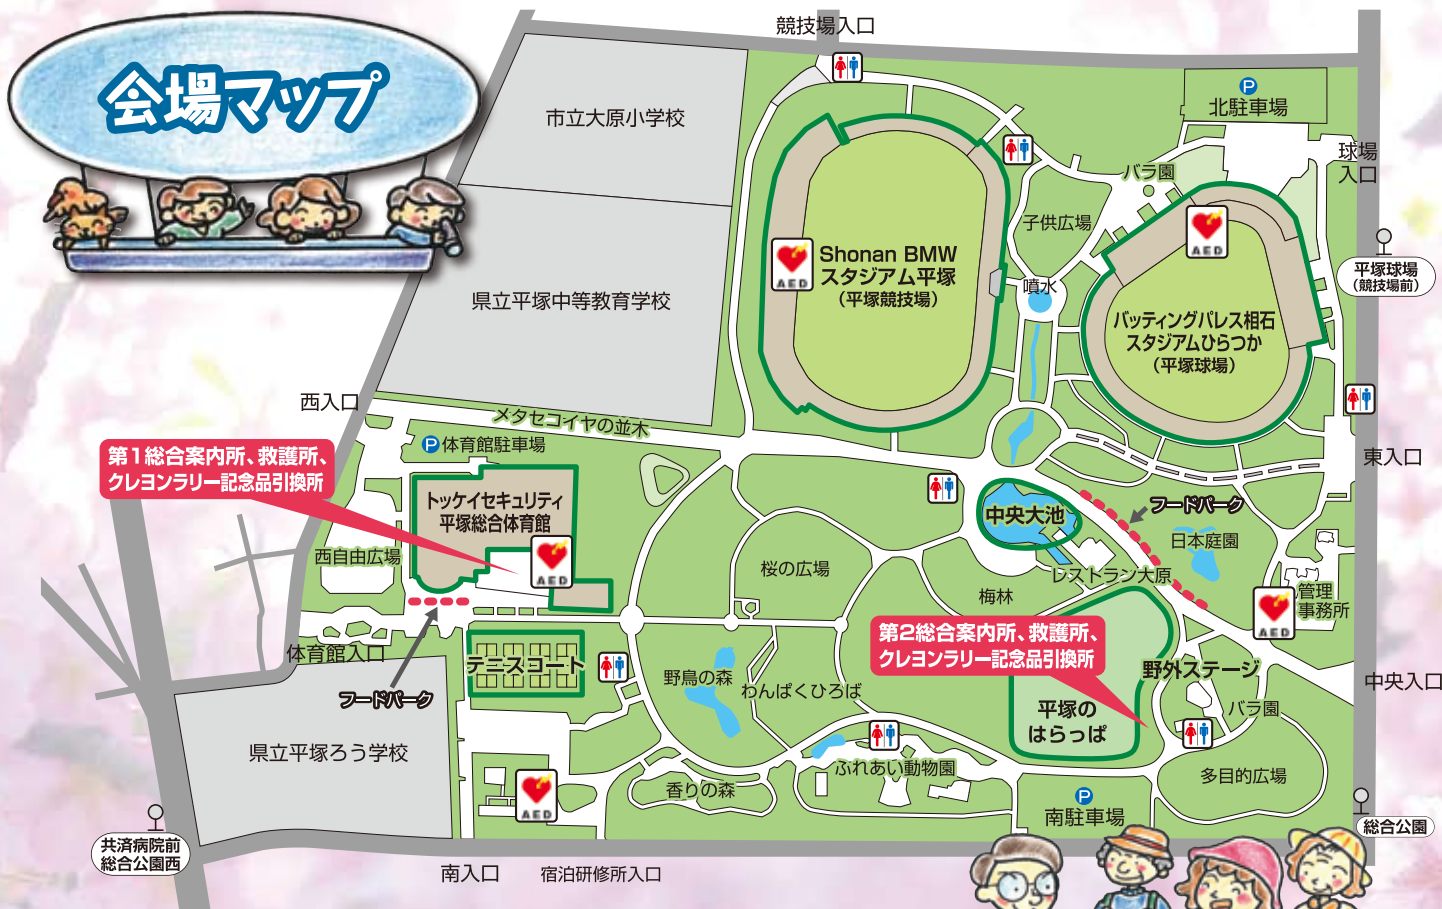 会場マップ
競技場入口
市立大原小学校
P
北駐車場
球場
入口
バラ園
子供広場
AED
Shonan BMW
スタジアム平塚
(平塚競技場)
AED
噴水
平塚球場
(競技場前)
県立平塚中等教育学校
バッティングパレス相石
スタジアムひらつか
(平塚球場)
西入口
メタセコイヤの並木
P 体育館駐車場
東入口
第1総合案内所、救護所、
クレヨンラリー記念品引換所
トッケイセキュリティ
平塚総合体育館
AED
中央大池
フードパーク
日本庭園
西自由広場
桜の広場
レストラン大原
梅林
管理
事務所
AED
第2総合案内所、救護所、
クレヨンラリー記念品引換所
体育館入口
テニスコート
フードパーク
野鳥の森
わんぱくひろば
野外ステージ
中央入口
平塚の
はらっぱ
バラ園
県立平塚ろう学校
ふれあい動物園
多目的広場
香りの森
AED
P
南駐車場
総合公園
共済病院前
総合公園西
南入口
宿泊研修所入口